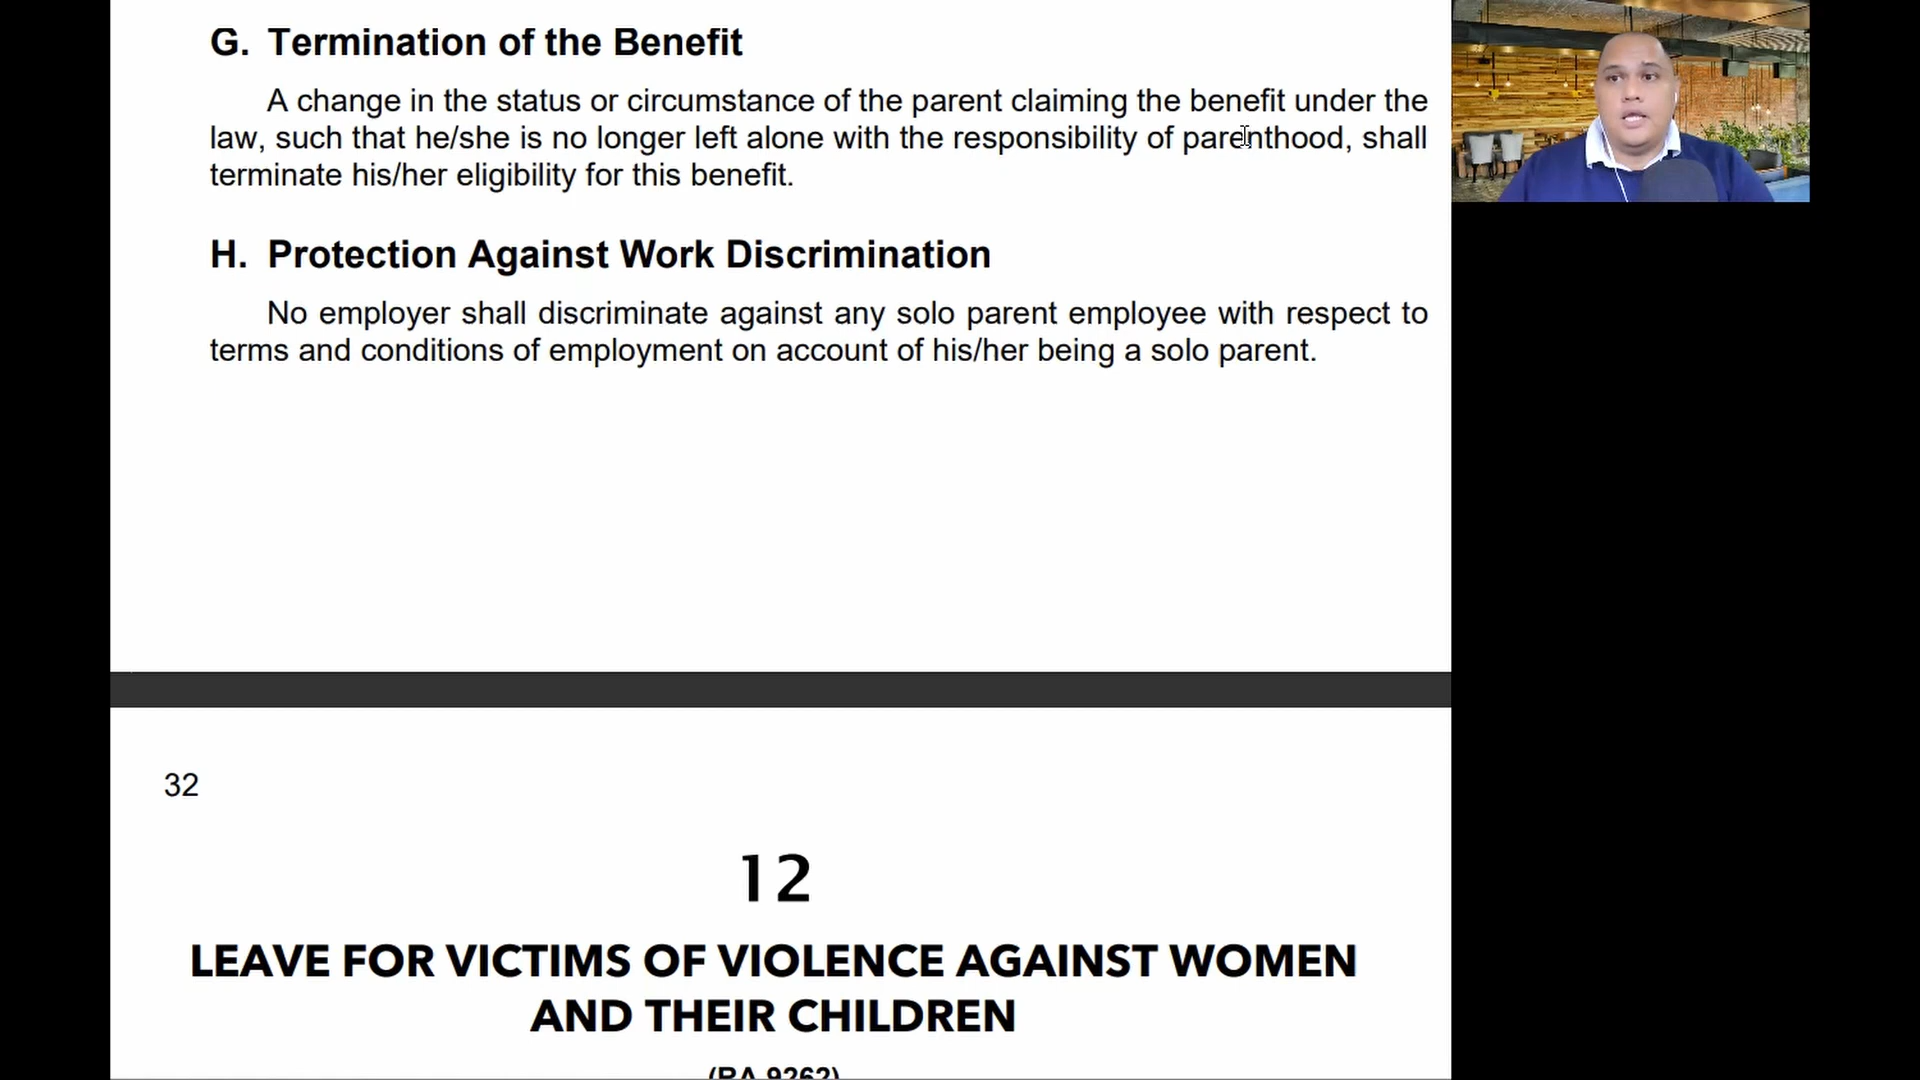 G. Termination of the Benefit
A change in the status or circumstance of the parent claiming the benefit under the
law, such that he/she is no longer left alone with the responsibility of parenthood, shall
terminate his/her eligibility for this benefit.
H. Protection Against Work Discrimination
No employer shall discriminate against any solo parent employee with respect to
terms and conditions of employment on account of his/her being a solo parent.
32
12
LEAVE FOR VICTIMS OF VIOLENCE AGAINST WOMEN
AND THEIR CHILDREN
(RA 9262)